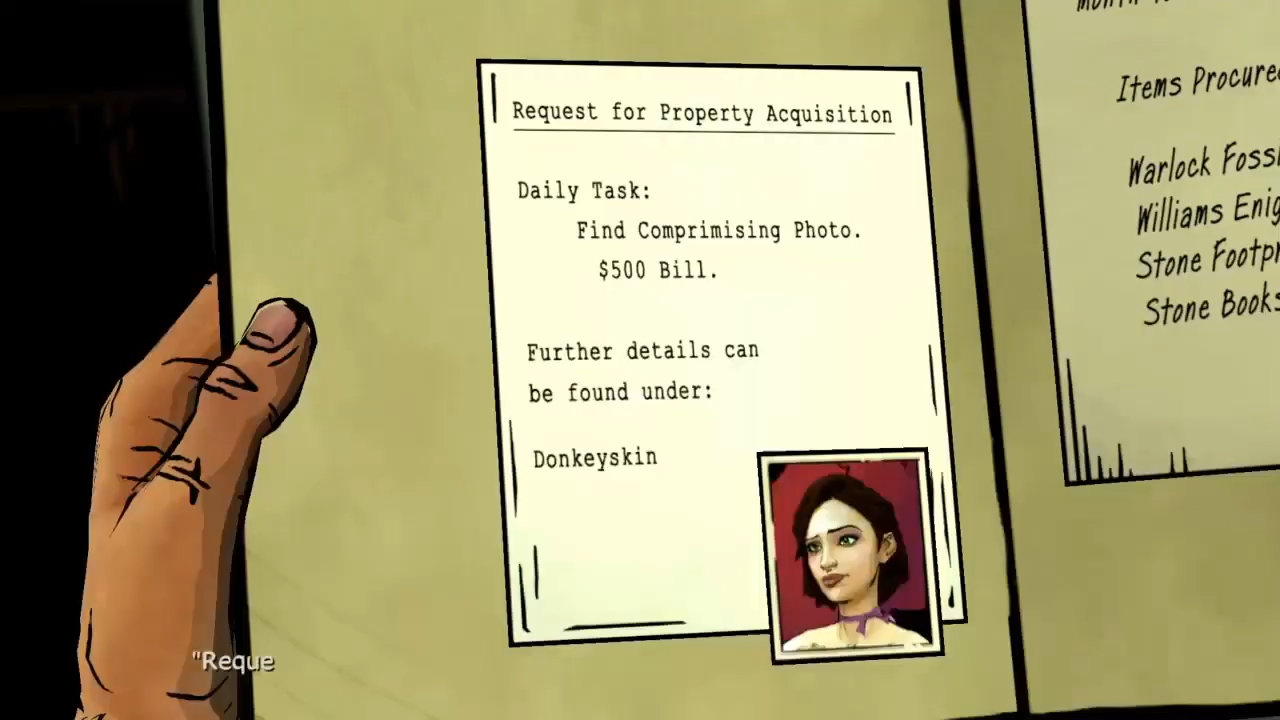 Request for Property Acquisition
Daily Task:
Find Comprimising Photo.
$500 Bill.
Further details can
be found under:
Donkeyskin
Items Procured
Warlock Foss
Williams Enig
Stone Footpr
Stone Books
"Reque